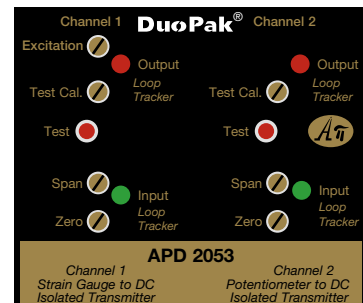 Channel 1 DuoPak® Channel 2
Excitation
Output Output
Test Cal. Loop Tracker Test Cal. Loop Tracker
Test Test
Span Span
Input Input
Zero Loop Tracker Zero Loop Tracker
APD 2053
Channel 1 Channel 2
Strain Gauge to DC Potentiometer to DC
Isolated Transmitter Isolated Transmitter